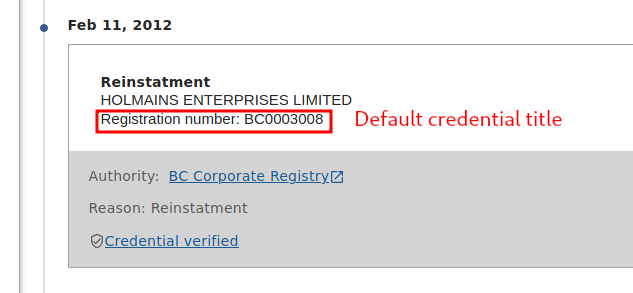 Feb 11, 2012
Reinstatment
HOLMAINS ENTERPRISES LIMITED
Registration number: BC0003008 Default credential title
Authority: BC Corporate Registry
Reason: Reinstatment
Credential verified